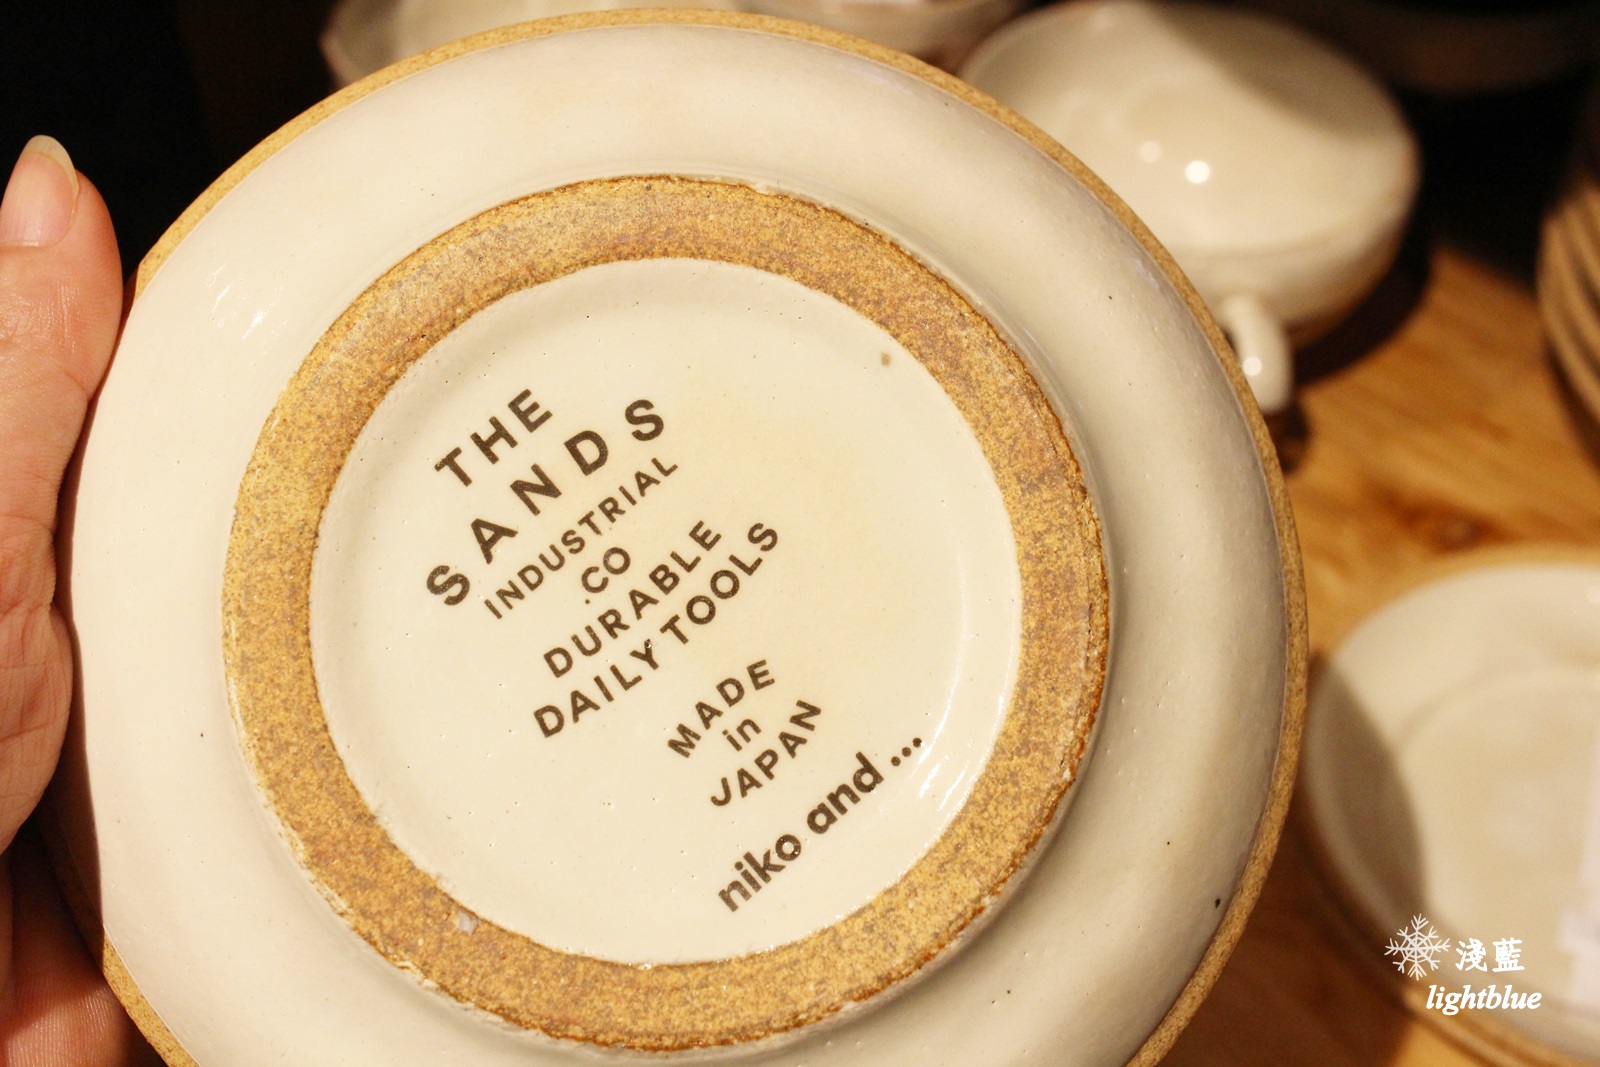 THE
SANDS
INDUSTRIAL
.CO
DURABLE
DAILY TOOLS
MADE
in
JAPAN
niko and ...
淺藍
lightblue